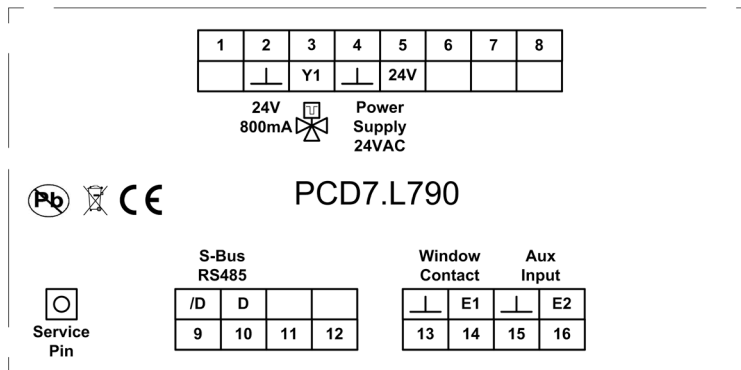 1 2 3 4 5 6 7 8
Y1 24V
24V
800mA
Power
Supply
24VAC
Pb
CE
PCD7.L790
S-Bus
RS485
Window
Contact
Aux
Input
/D D
E1 E2
9 10 11 12
13 14 15 16
Service
Pin